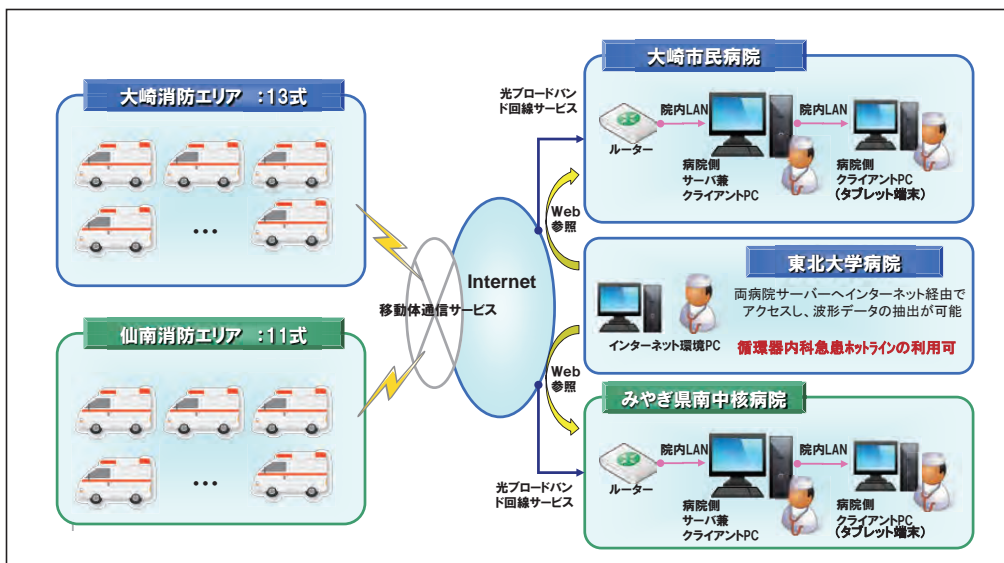 大崎消防エリア ：13式
…
仙南消防エリア ：11式
…
移動体通信サービス
Internet
光ブロードバン
ド回線サービス
Web
参照
Web
参照
光ブロードバン
ド回線サービス
大崎市民病院
院内LAN
院内LAN
ルーター
病院側
サーバ兼
クライアントPC
病院側
クライアントPC
（タブレット端末）
東北大学病院
両病院サーバーへインターネット経由で
アクセスし、波形データの抽出が可能
インターネット環境PC
循環器内科急患ホットラインの利用可
みやぎ県南中核病院
院内LAN
院内LAN
ルーター
病院側
サーバ兼
クライアントPC
病院側
クライアントPC
（タブレット端末）